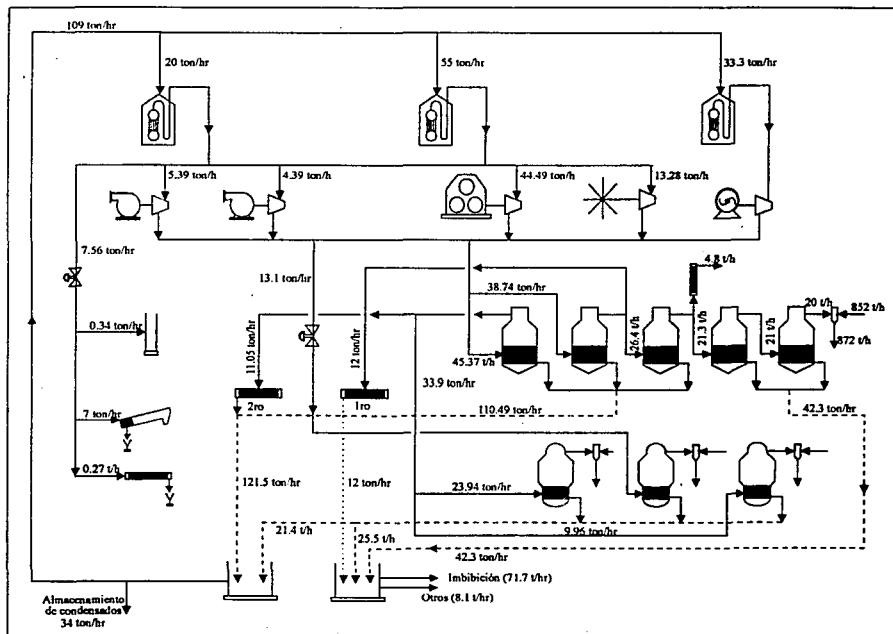 109 ton/hr
20 ton/hr
55 ton/hr
33.3 ton/hr
5.39 ton/h
4.39 ton/h
44.49 ton/h
13.28 ton/h
7.56 ton/hr
13.1 ton/hr
4.8 t/h
38.74 ton/hr
20 t/h
852 t/h
0.34 ton/hr
11.05 ton/hr
12 ton/hr
26.4 t/h
21.3 t/h
21 t/h
872 t/h
45.37 t/h
33.9 ton/hr
2ro
1ro
110.49 ton/hr
42.3 ton/hr
7 ton/hr
0.27 t/h
121.5 ton/hr
12 ton/hr
23.94 ton/hr
21.4 t/h
25.5 t/h
9.96 ton/hr
42.3 ton/hr
Imbibición (71.7 t/hr)
Otros (8.1 t/hr)
Almacenamiento
de condensados
34 ton/hr